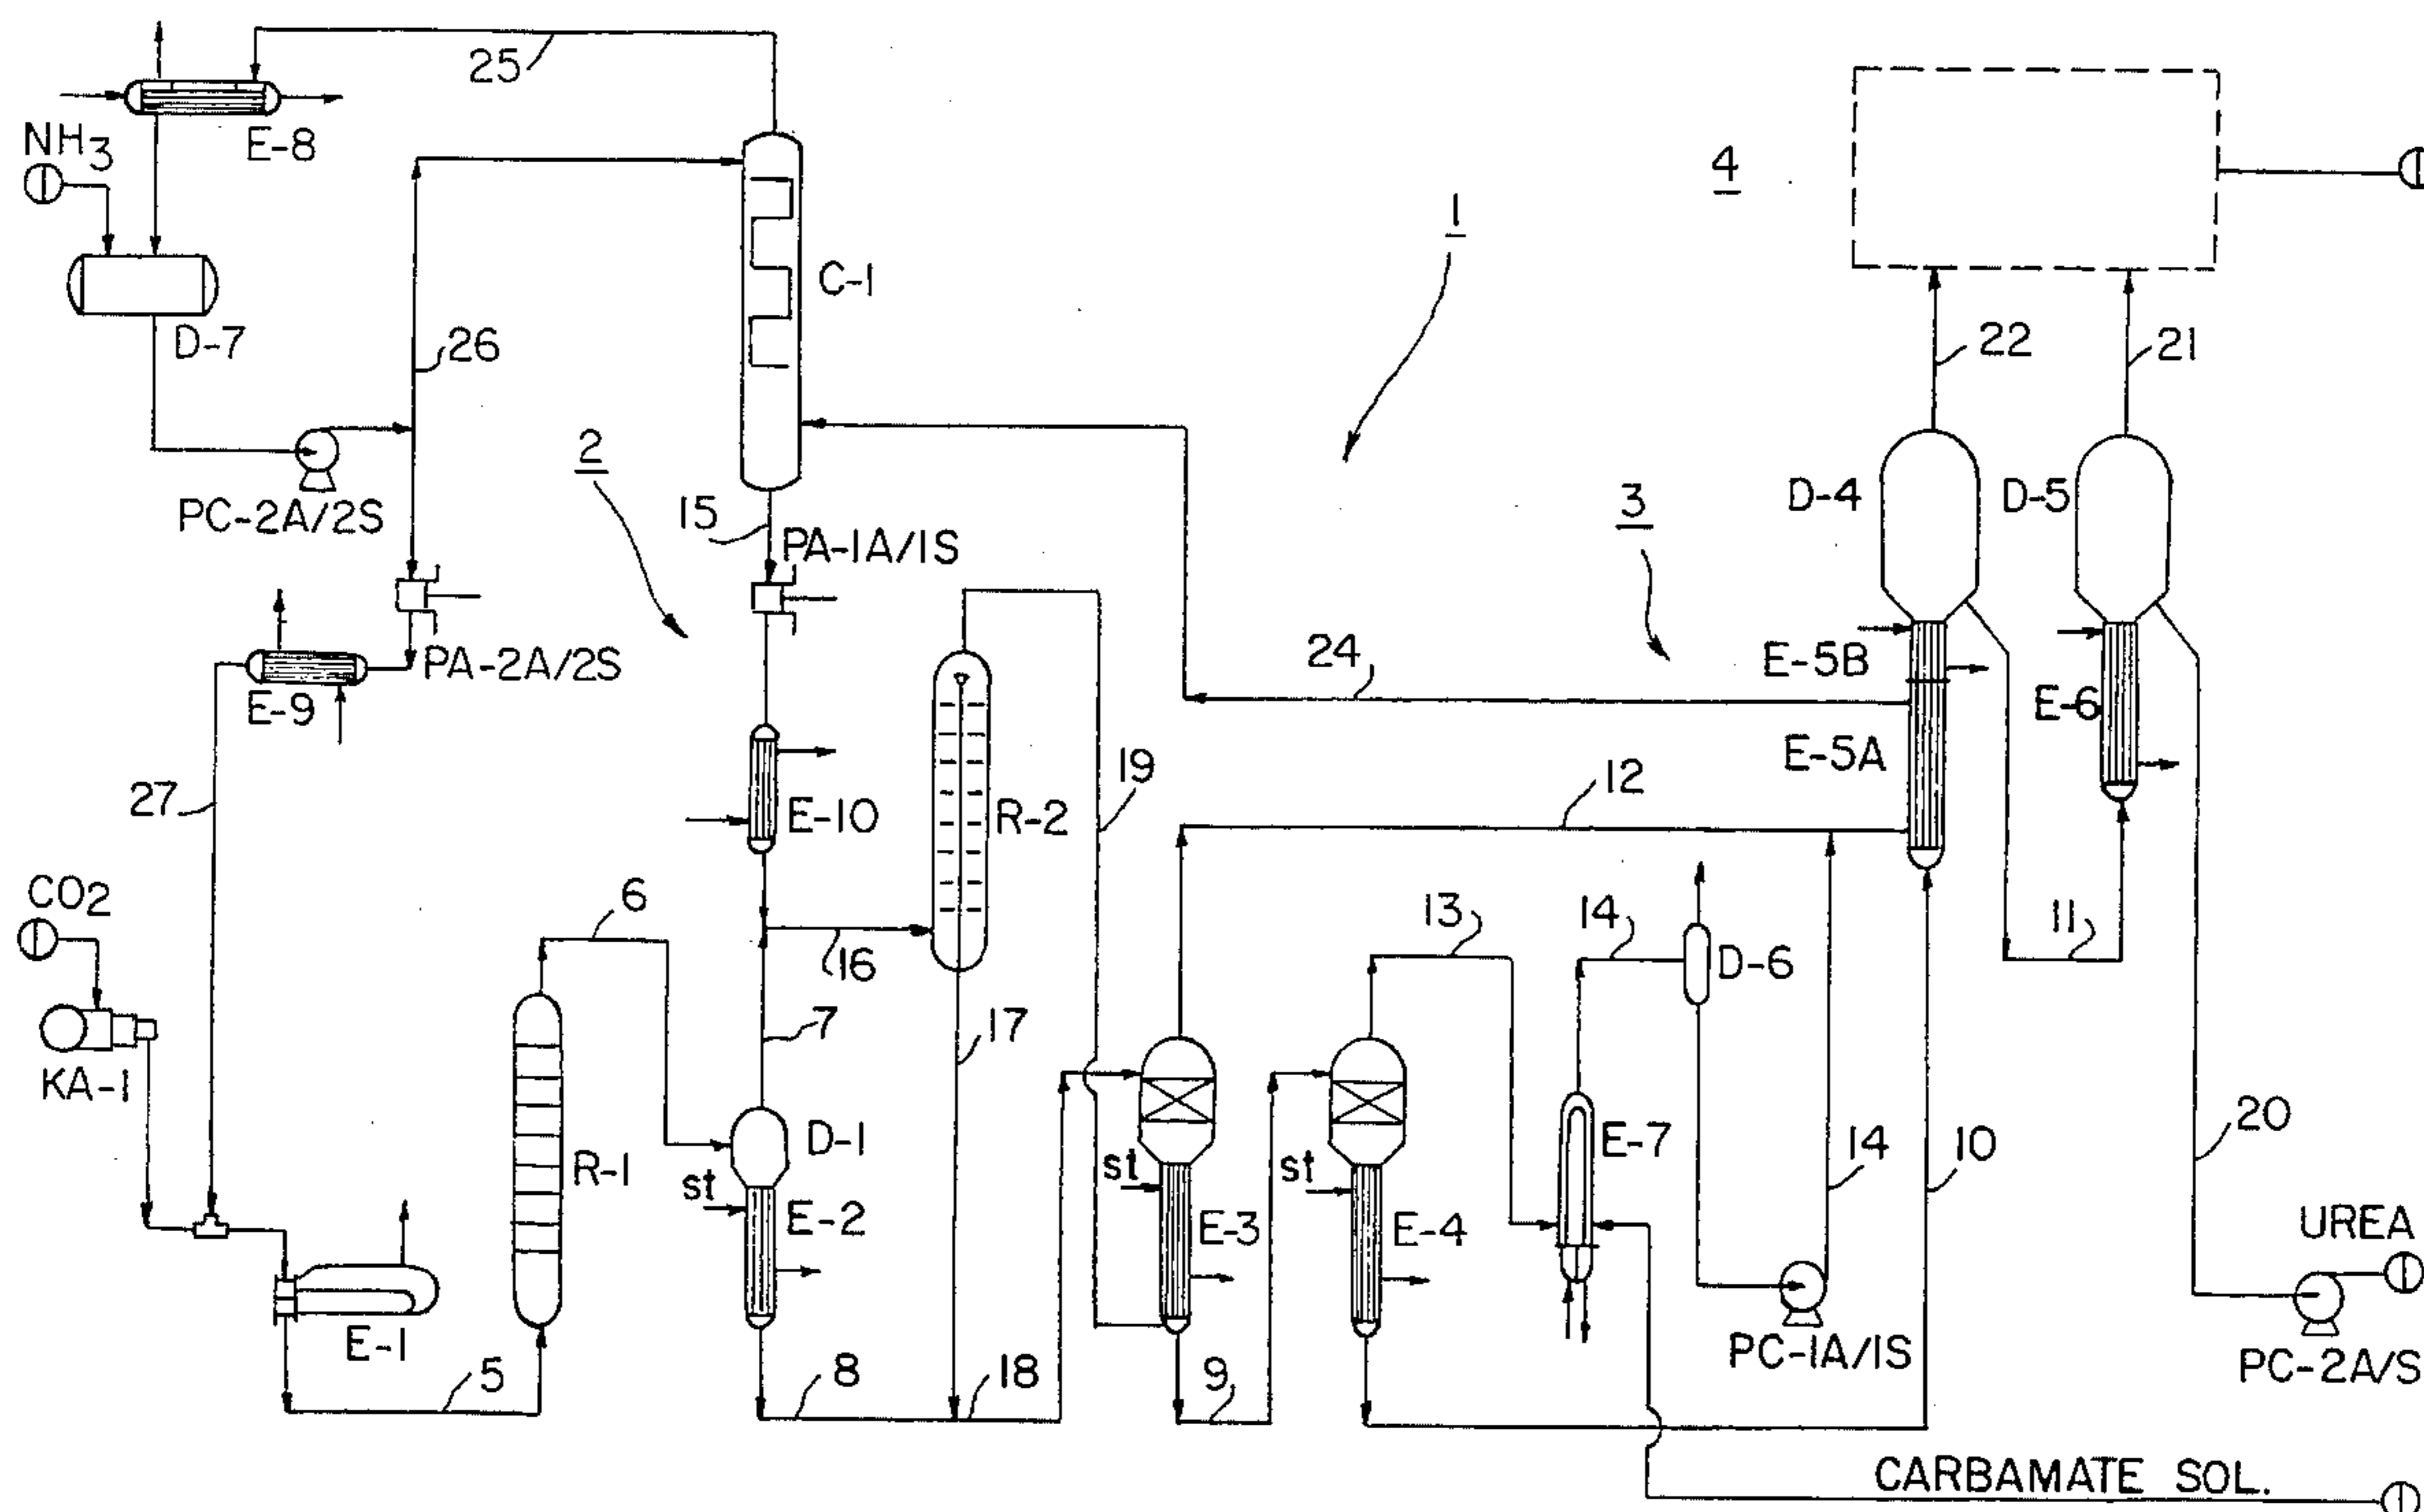 25
E-8
NH3
4
1
C-1
D-7
26
22
21
2
D-4
D-5
PC-2A/2S
15
PA-1A/1S
3
24
E-5B
PA-2A/2S
E-9
E-6
E-5A
19
12
27
E-10
R-2
CO2
6
13
14
11
16
D-6
7
17
KA-1
D-1
E-7
20
st
st
st
14
10
R-1
E-2
E-3
E-4
UREA
E-1
PC-1A/1S
PC-2A/S
5
8
18
9
CARBAMATE SOL.